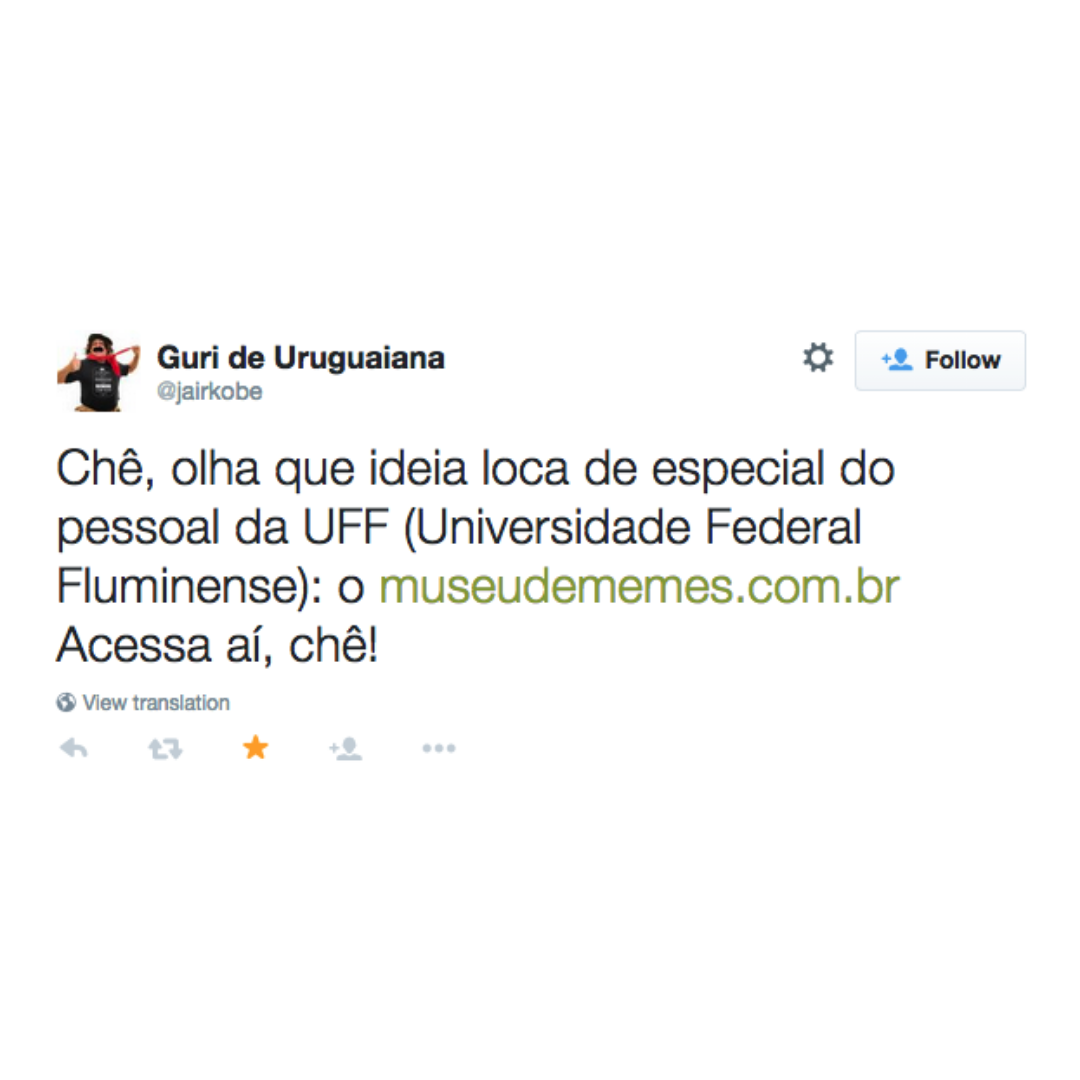 Guri de Uruguaiana
@jairkobe
Follow
Chê, olha que ideia loca de especial do
pessoal da UFF (Universidade Federal
Fluminense): o museudememes.com.br
Acessa aí, chê!
View translation